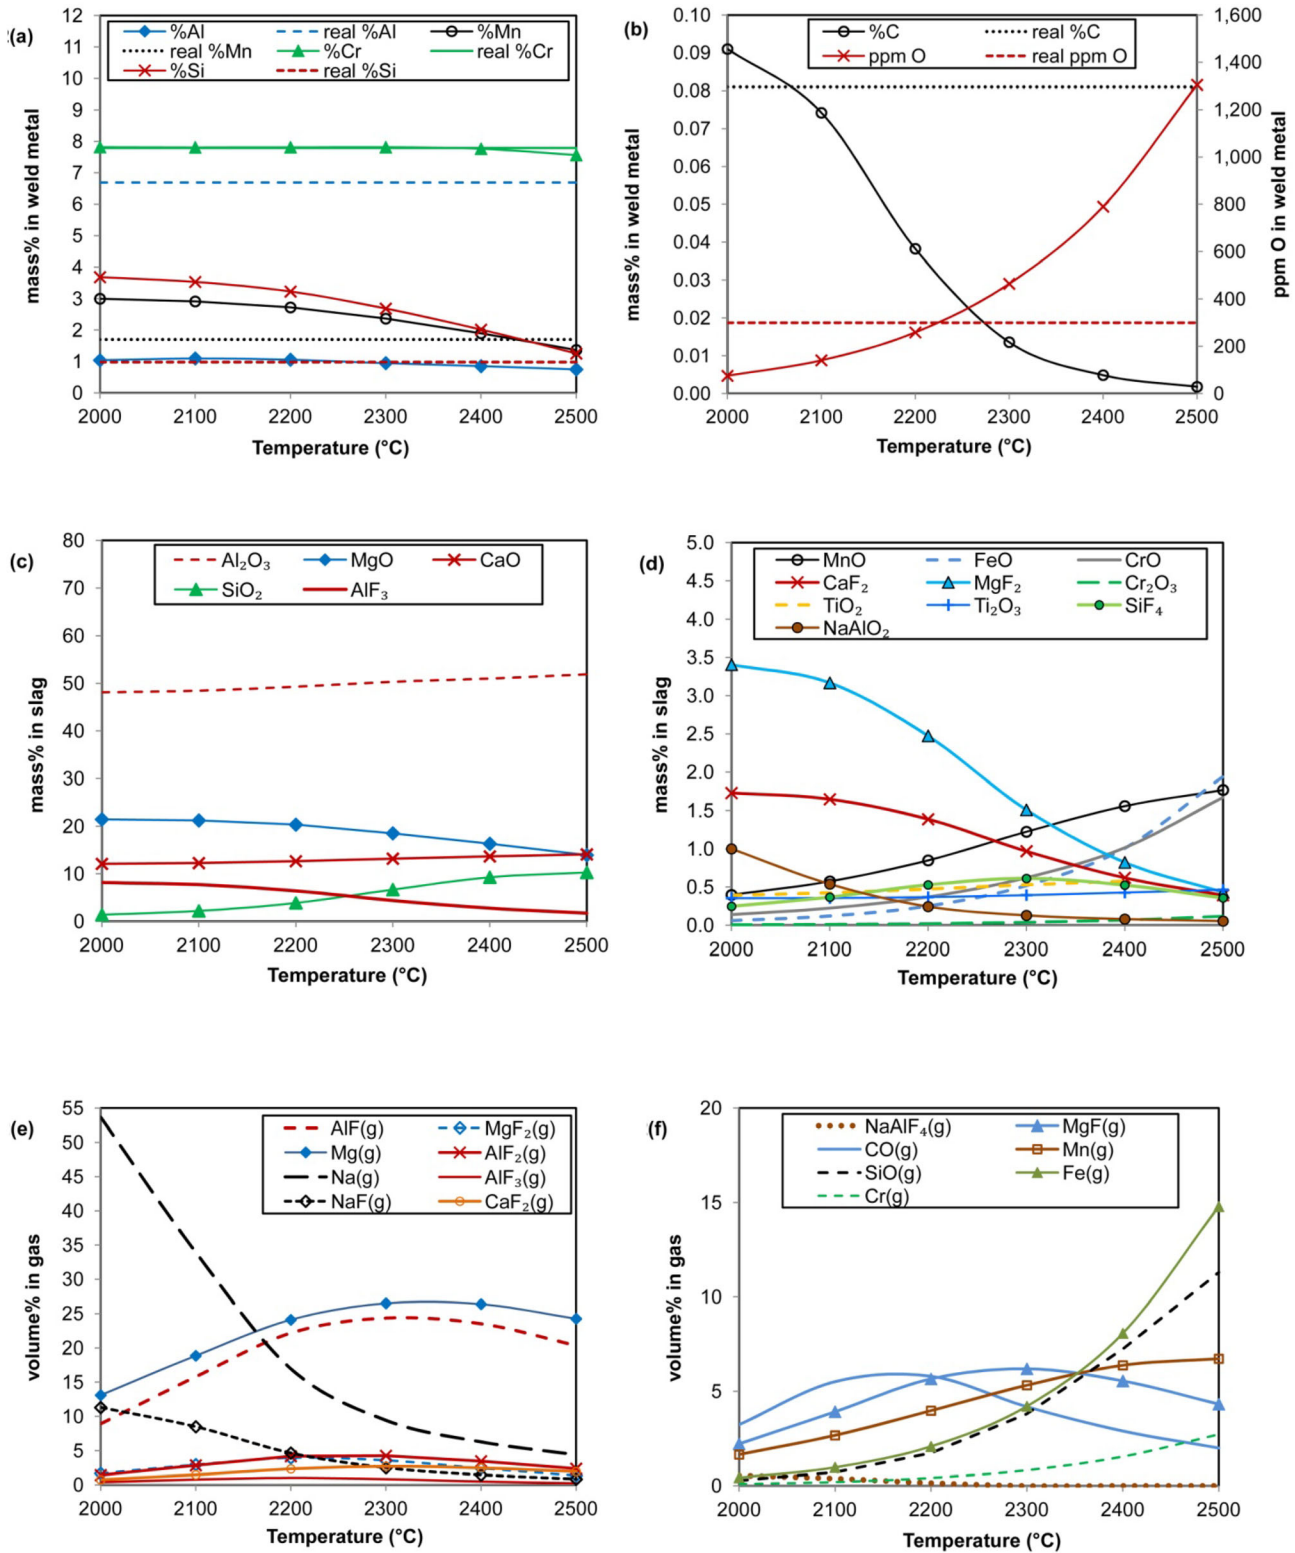 (a)
%Al real %Al %Mn
real %Mn %Cr real %Cr
%Si real %Si
12
11
10
9
8
7
6
5
4
3
2
1
0
mass% in weld metal
2000 2100 2200 2300 2400 2500
Temperature (°C)
(b)
%C real %C
ppm O real ppm O
0.10
0.09
0.08
0.07
0.06
0.05
0.04
0.03
0.02
0.01
0.00
mass% in weld metal
1,600
1,400
1,200
1,000
800
600
400
200
0
ppm O in weld metal
2000 2100 2200 2300 2400 2500
Temperature (°C)
(c)
Al₂O₃ MgO CaO
SiO₂ AlF₃
80
70
60
50
40
30
20
10
0
mass% in slag
2000 2100 2200 2300 2400 2500
Temperature (°C)
(d)
MnO FeO CrO
CaF₂ MgF₂ Cr₂O₃
TiO₂ Ti₂O₃ SiF₄
NaAlO₂
5.0
4.5
4.0
3.5
3.0
2.5
2.0
1.5
1.0
0.5
0.0
mass% in slag
2000 2100 2200 2300 2400 2500
Temperature (°C)
(e)
AlF(g) MgF₂(g)
Mg(g) AlF₂(g)
Na(g) AlF₃(g)
NaF(g) CaF₂(g)
55
50
45
40
35
30
25
20
15
10
5
0
volume% in gas
2000 2100 2200 2300 2400 2500
Temperature (°C)
(f)
NaAlF₄(g) MgF(g)
CO(g) Mn(g)
SiO(g) Fe(g)
Cr(g)
20
15
10
5
0
volume% in gas
2000 2100 2200 2300 2400 2500
Temperature (°C)